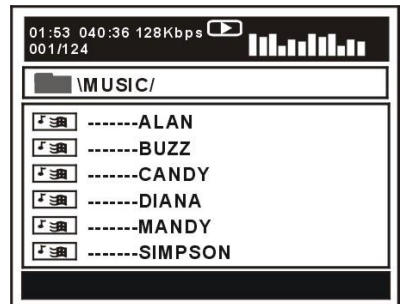 01:53 040:36 128Kbps
001/124
\MUSIC/
-------ALAN
-------BUZZ
-------CANDY
-------DIANA
-------MANDY
-------SIMPSON